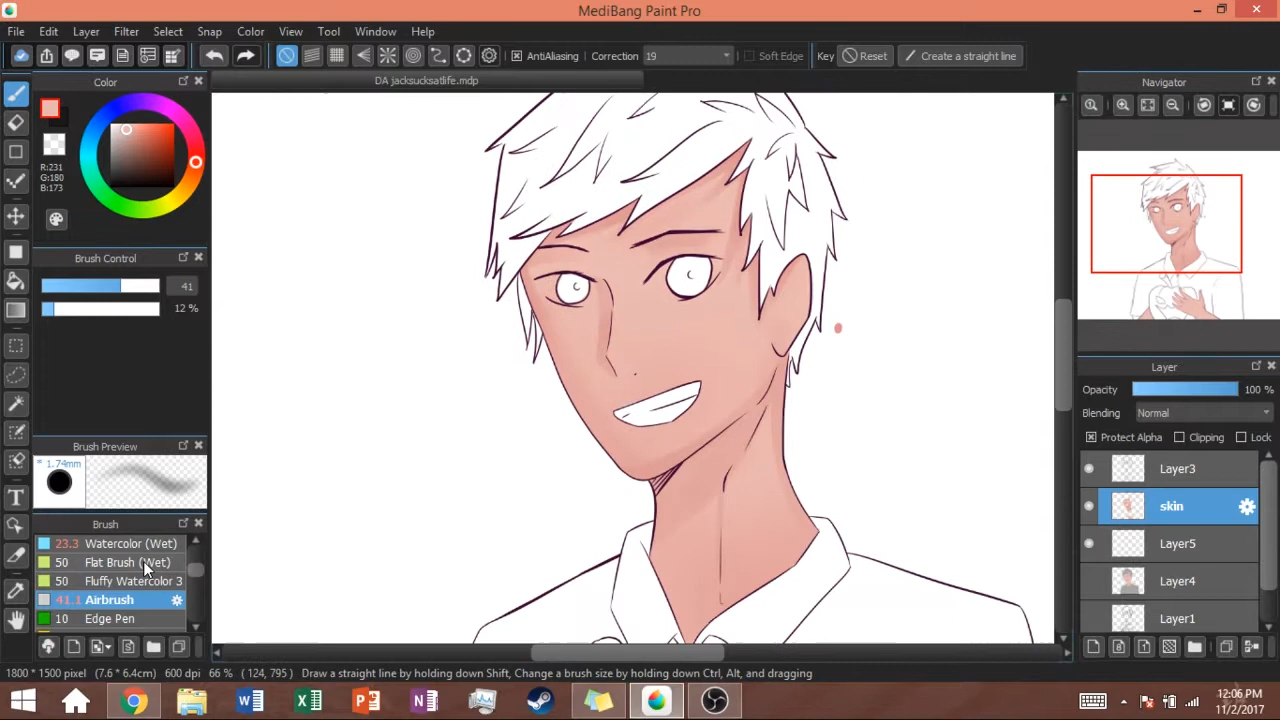 MediBang Paint Pro
File Edit Layer Filter Select Snap Color View Tool Window Help
AntiAliasing Correction 19 Soft Edge Key Reset Create a straight line
Color
DA jacksucksatlife.mdp
Navigator
R:231
G:180
B:173
Brush Control
41
12 %
Brush Preview
* 1.74mm
Brush
23.3 Watercolor (Wet)
50 Flat Brush (Wet)
50 Fluffy Watercolor 3
41.1 Airbrush
10 Edge Pen
Layer
Opacity 100 %
Blending Normal
Protect Alpha Clipping Lock
Layer3
skin
Layer5
Layer4
Layer1
1800 * 1500 pixel (7.6 * 6.4cm) 600 dpi 66 % ( 124, 795 ) Draw a straight line by holding down Shift, Change a brush size by holding down Ctrl, Alt, and dragging
12:06 PM
11/2/2017